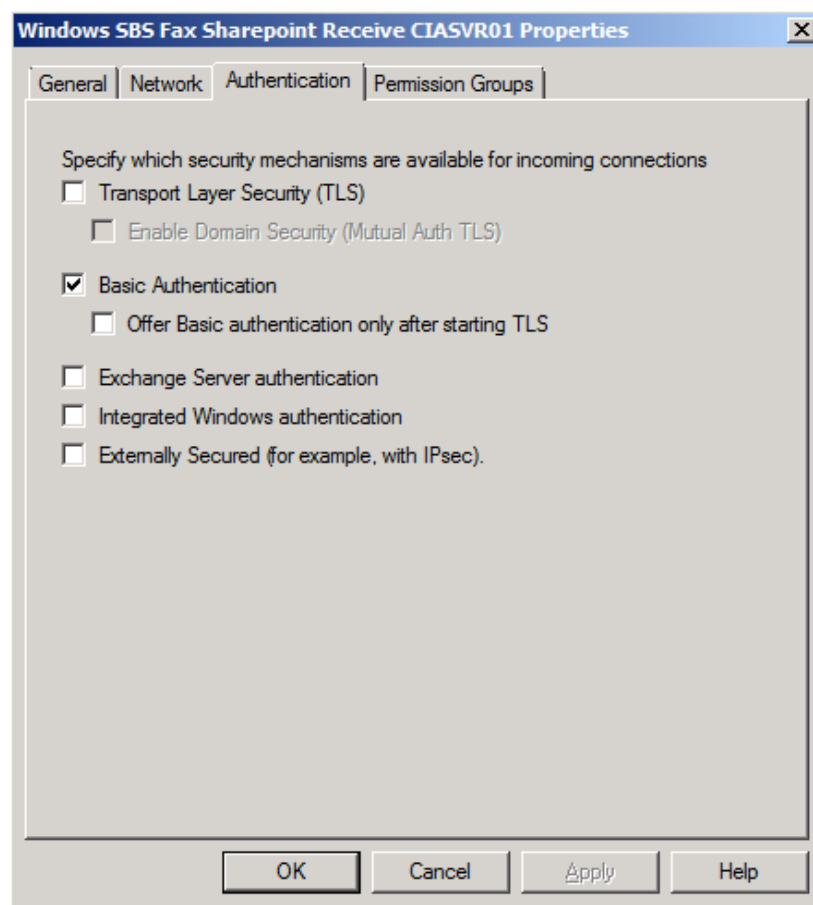 Windows SBS Fax Sharepoint Receive CIASVR01 Properties
General Network Authentication Permission Groups
Specify which security mechanisms are available for incoming connections
Transport Layer Security (TLS)
Enable Domain Security (Mutual Auth TLS)
Basic Authentication
Offer Basic authentication only after starting TLS
Exchange Server authentication
Integrated Windows authentication
Externally Secured (for example, with IPsec).
OK Cancel Apply Help